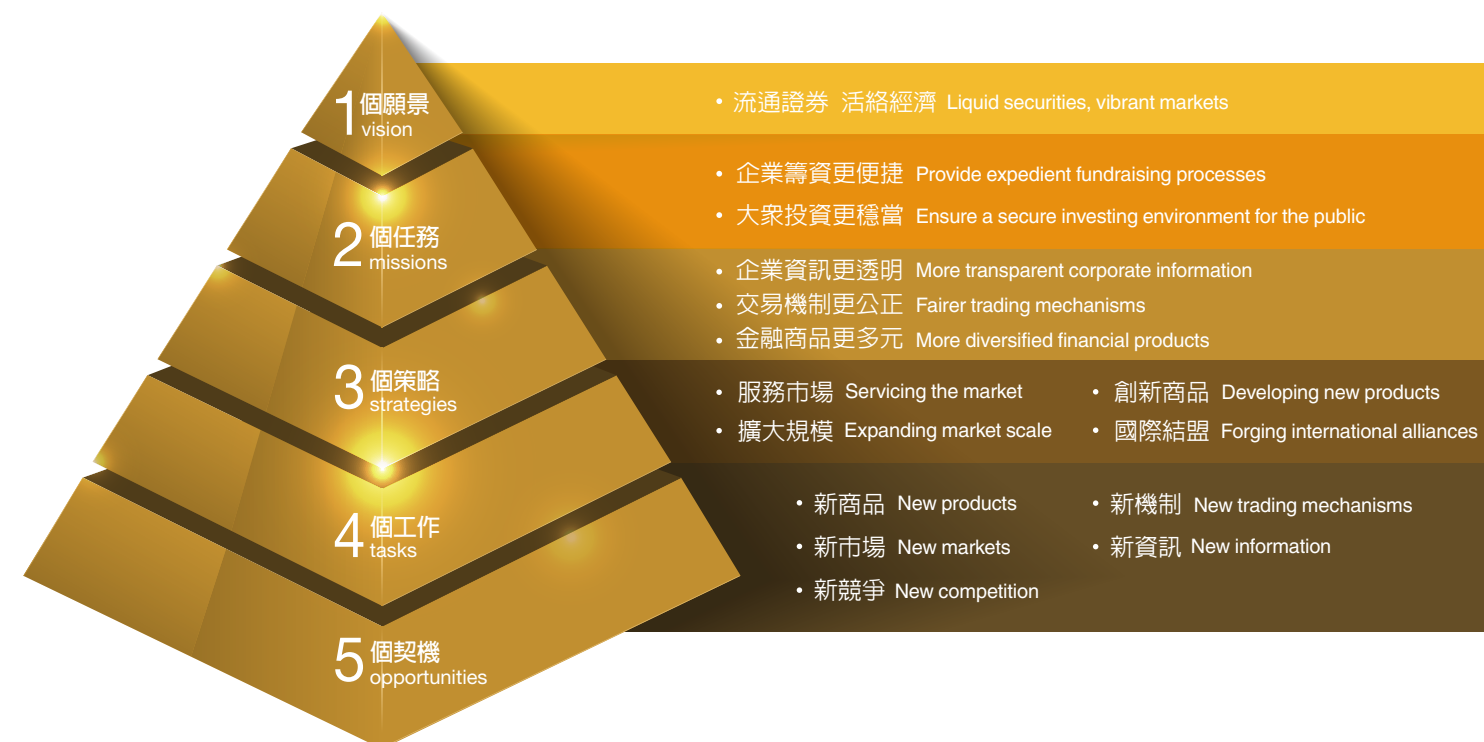 1個願景
vision
• 流通證券 活絡經濟 Liquid securities, vibrant markets
2個任務
missions
• 企業籌資更便捷 Provide expedient fundraising processes
• 大眾投資更穩當 Ensure a secure investing environment for the public
3個策略
strategies
• 企業資訊更透明 More transparent corporate information
• 交易機制更公正 Fairer trading mechanisms
• 金融商品更多元 More diversified financial products
4個工作
tasks
• 服務市場 Servicing the market
• 創新商品 Developing new products
• 擴大規模 Expanding market scale
• 國際結盟 Forging international alliances
5個契機
opportunities
• 新商品 New products
• 新機制 New trading mechanisms
• 新市場 New markets
• 新資訊 New information
• 新競爭 New competition